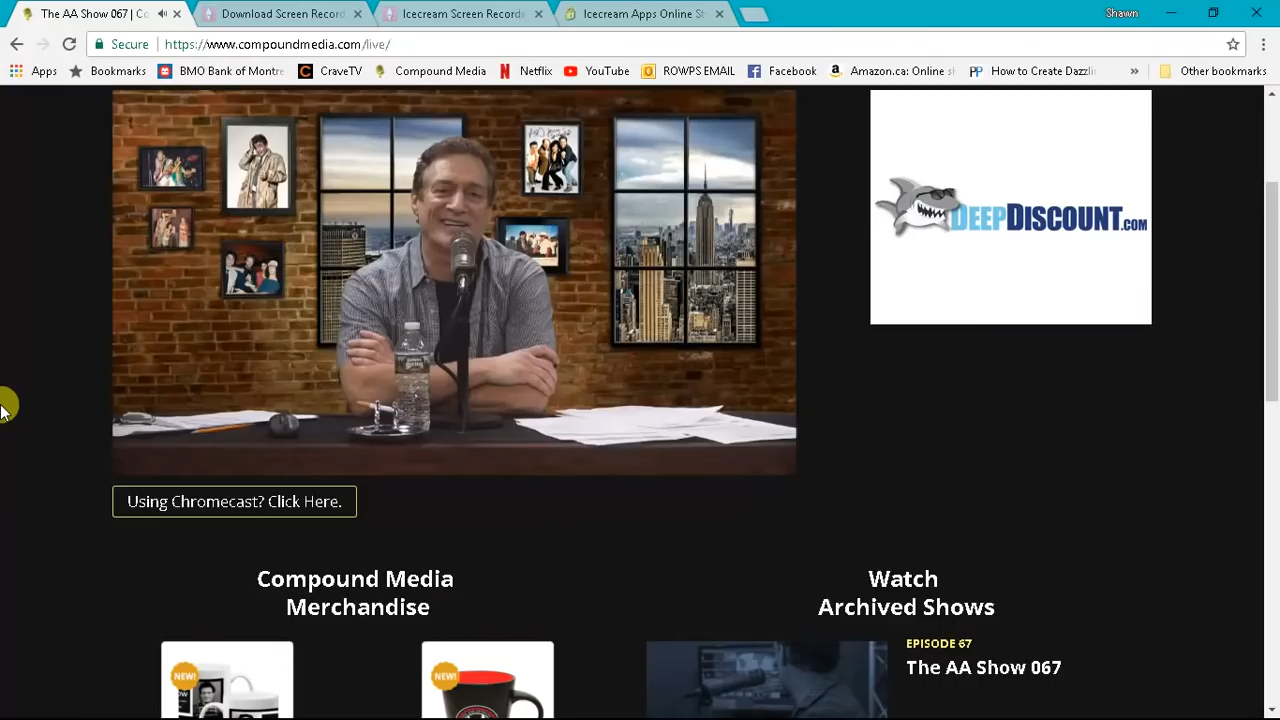 The AA Show 067 | Co
Download Screen Record
Icecream Screen Recorde
Icecream Apps Online St
Shawn
Secure
https://www.compoundmedia.com/live/
Apps
Bookmarks
BMO Bank of Montre
CraveTV
Compound Media
Netflix
YouTube
ROWPS EMAIL
Facebook
Amazon.ca: Online sh
How to Create Dazzli
Other bookmarks
DEEPDISCOUNT.COM
Using Chromecast? Click Here.
Compound Media
Merchandise
NEW!
NEW!
Watch
Archived Shows
EPISODE 67
The AA Show 067